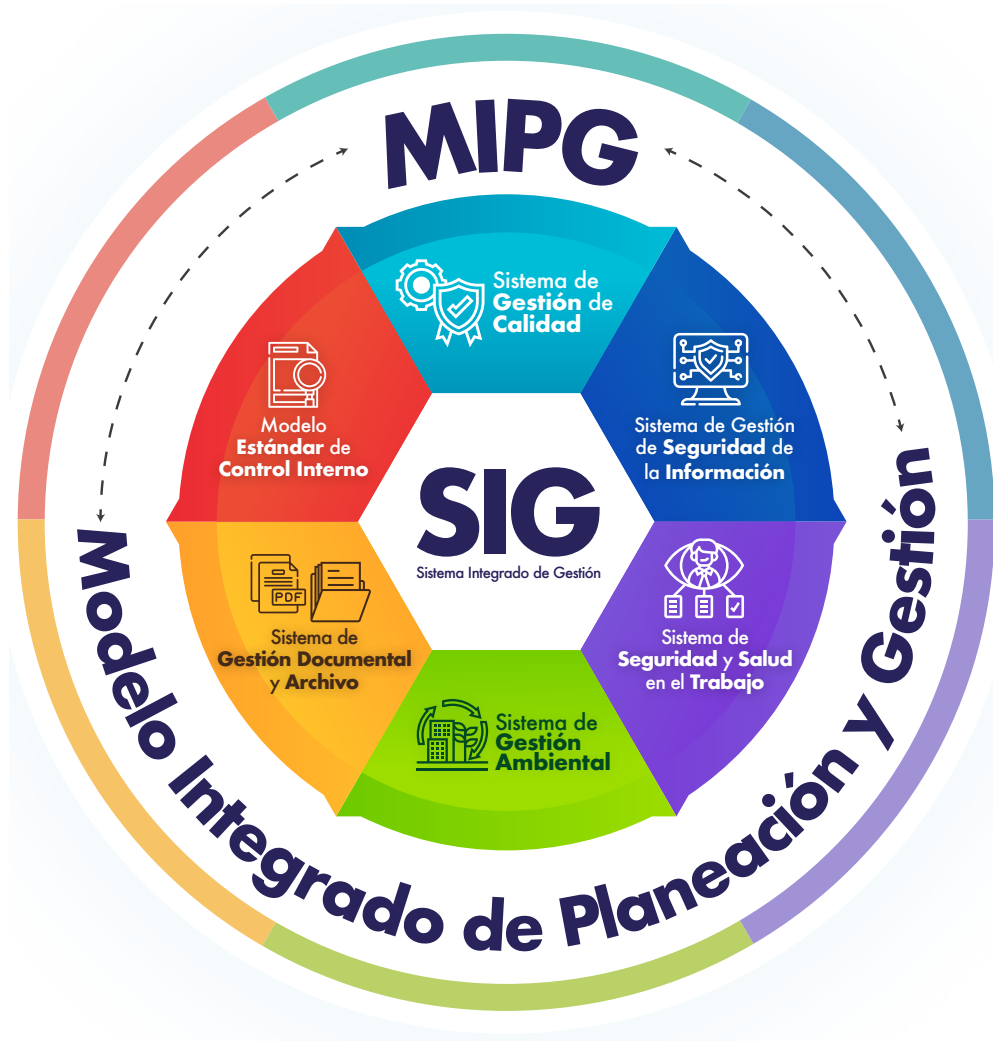 MIPG
Sistema de
Gestión de
Calidad
Sistema de Gestión
de Seguridad de
la Información
Sistema de
Seguridad y Salud
en el Trabajo
Sistema de
Gestión
Ambiental
PDF
Sistema de
Gestión Documental
y Archivo
Modelo
Estándar de
Control Interno
SIG
Sistema Integrado de Gestión
Modelo Integrado de Planeación y Gestión